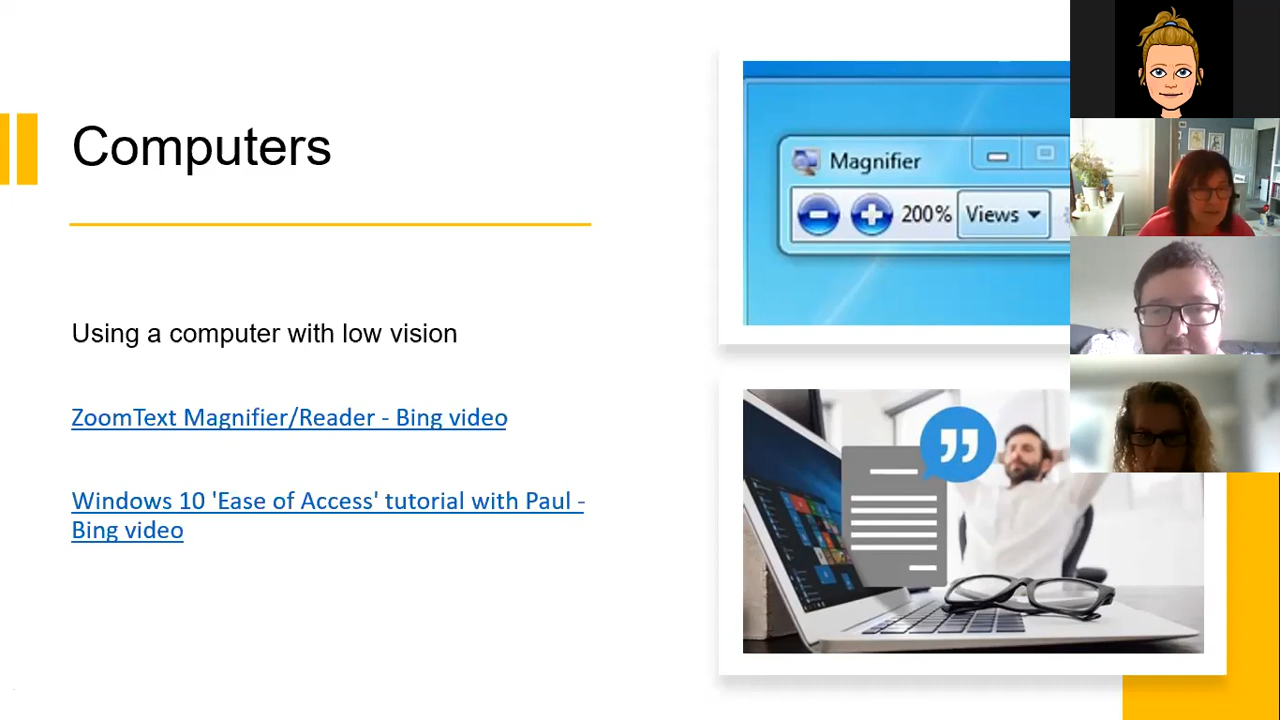 Computers
Using a computer with low vision
ZoomText Magnifier/Reader - Bing video
Windows 10 'Ease of Access' tutorial with Paul -
Bing video
Magnifier
200% Views